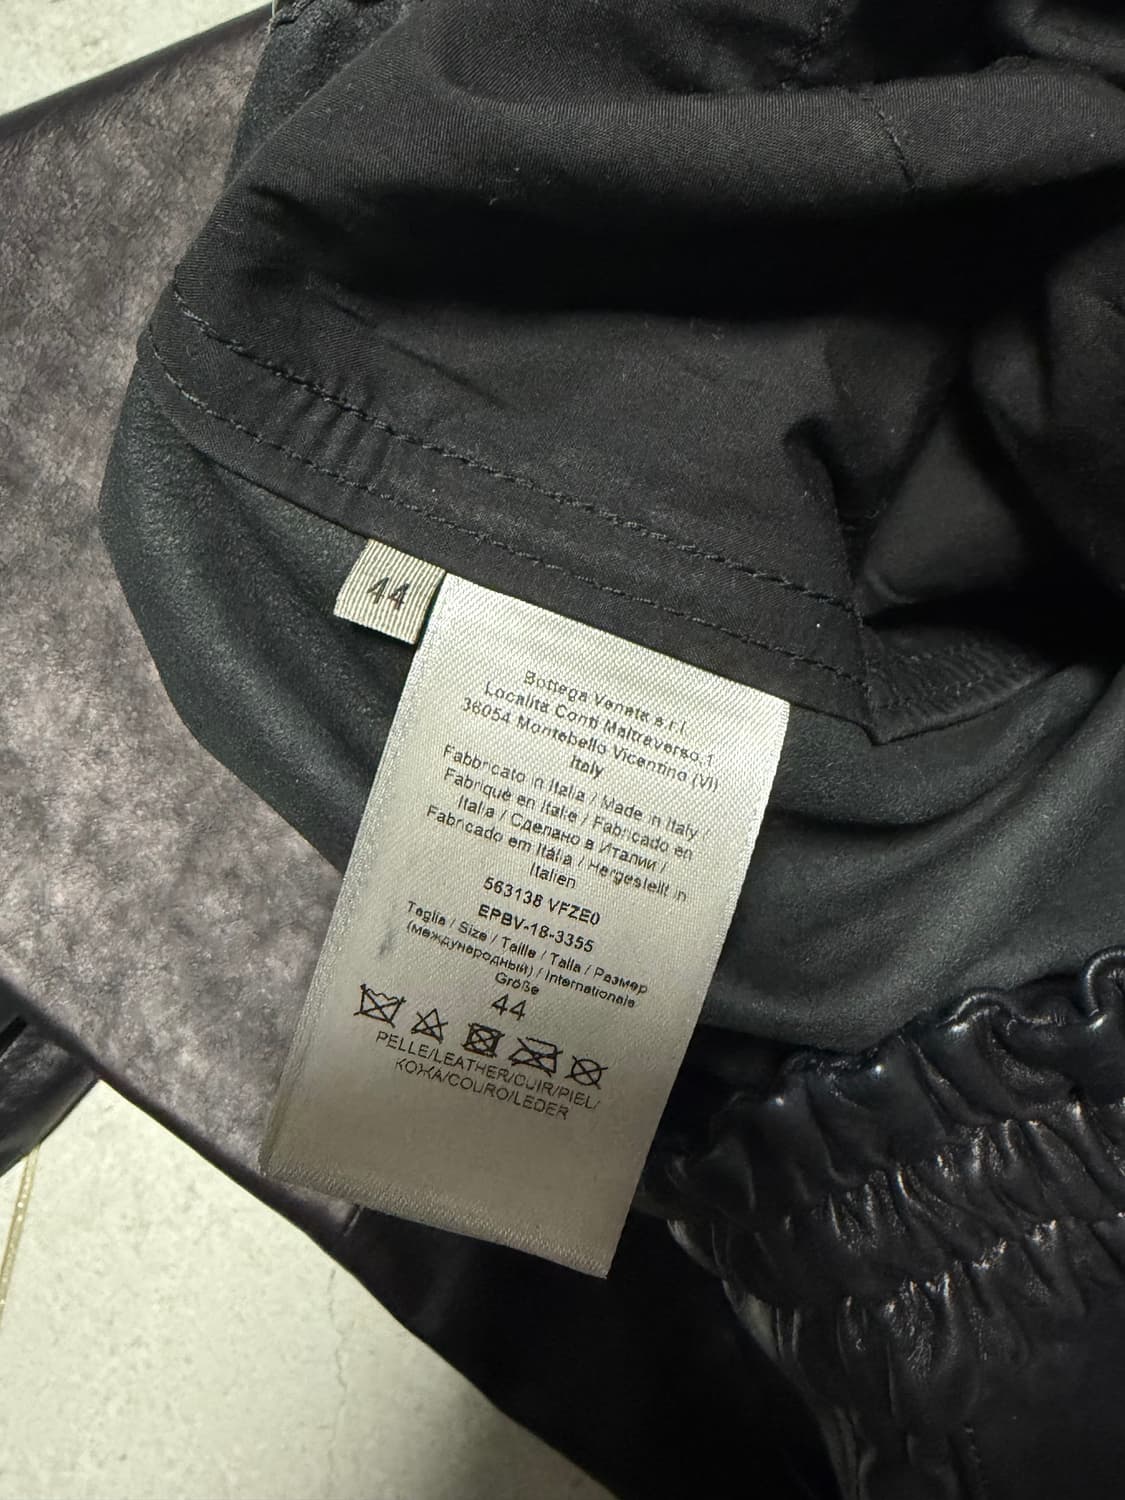 44
Bottega Veneta s.r.l.
Località Conti Maltraverso,1
36054 Montebello Vicentino (VI)
Italy
Fabbricato in Italia / Made in Italy /
Fabriqué en Italie / Fabricado en
Italia / Сделано в Италии /
Fabricado em Itália / Hergestellt in
Italien
563138 VFZE0
EPBV-18-3355
Taglia / Size / Taille / Talla / Размер
(международный) / Internationale
Größe
44
PELLE/LEATHER/CUIR/PIEL/
КОЖА/COURO/LEDER